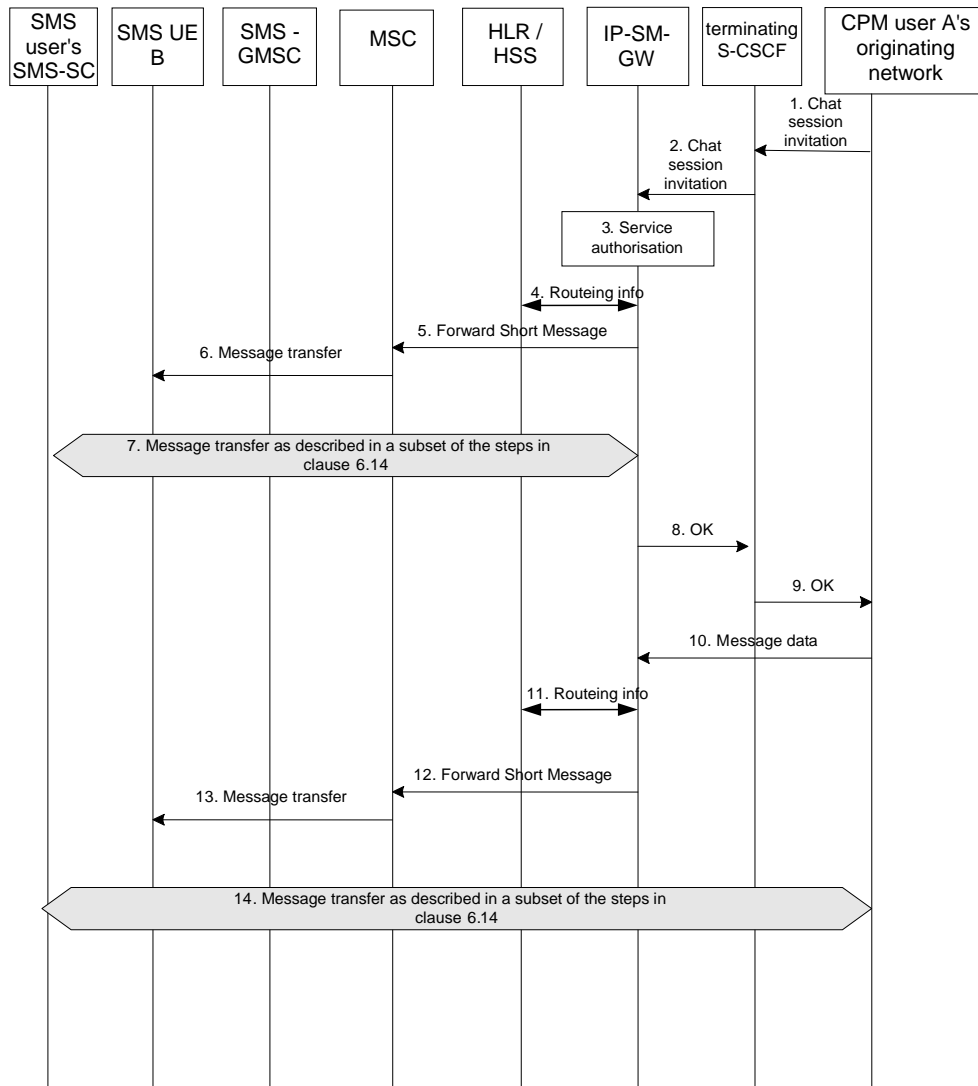 SMS
user's
SMS-SC
SMS UE
B
SMS -
GMSC
MSC
HLR /
HSS
IP-SM-
GW
terminating
S-CSCF
CPM user A's
originating
network
1. Chat
session
invitation
2. Chat
session
invitation
3. Service
authorisation
4. Routeing info
5. Forward Short Message
6. Message transfer
7. Message transfer as described in a subset of the steps in
clause 6.14
8. OK
9. OK
10. Message data
11. Routeing info
12. Forward Short Message
13. Message transfer
14. Message transfer as described in a subset of the steps in
clause 6.14